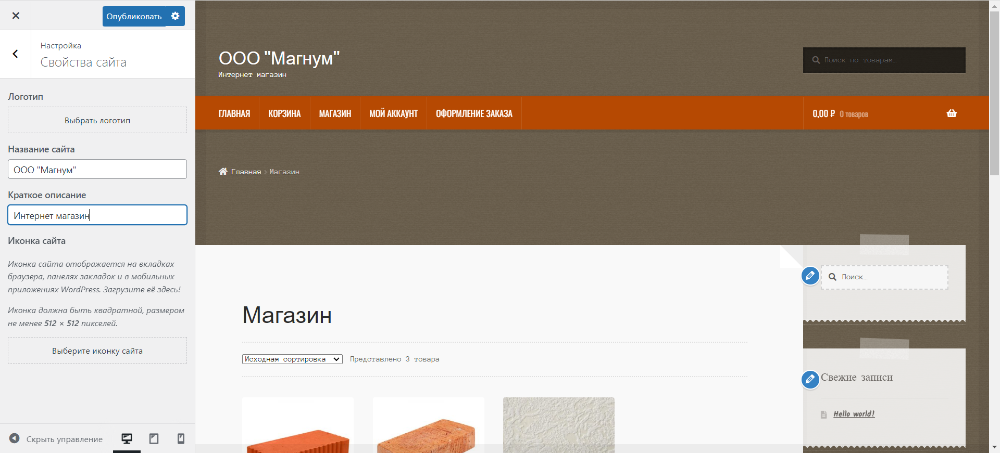 Опубликовать
Настройка
Свойства сайта
Логотип
Выбрать логотип
Название сайта
ООО "Магнум"
Краткое описание
Интернет магазин
Иконка сайта
Иконка сайта отображается на вкладках
браузера, панелях закладок и в мобильных
приложениях WordPress. Загрузите её здесь!
Иконка должна быть квадратной, размером
не менее 512 × 512 пикселей.
Выберите иконку сайта
Скрыть управление
ООО "Магнум"
Интернет магазин
Поиск по товарам…
ГЛАВНАЯ КОРЗИНА МАГАЗИН МОЙ АККАУНТ ОФОРМЛЕНИЕ ЗАКАЗА 0,00 ₽ 0 товаров
Главная Магазин
Магазин
Исходная сортировка Представлено 3 товара
Поиск…
Свежие записи
Hello world!